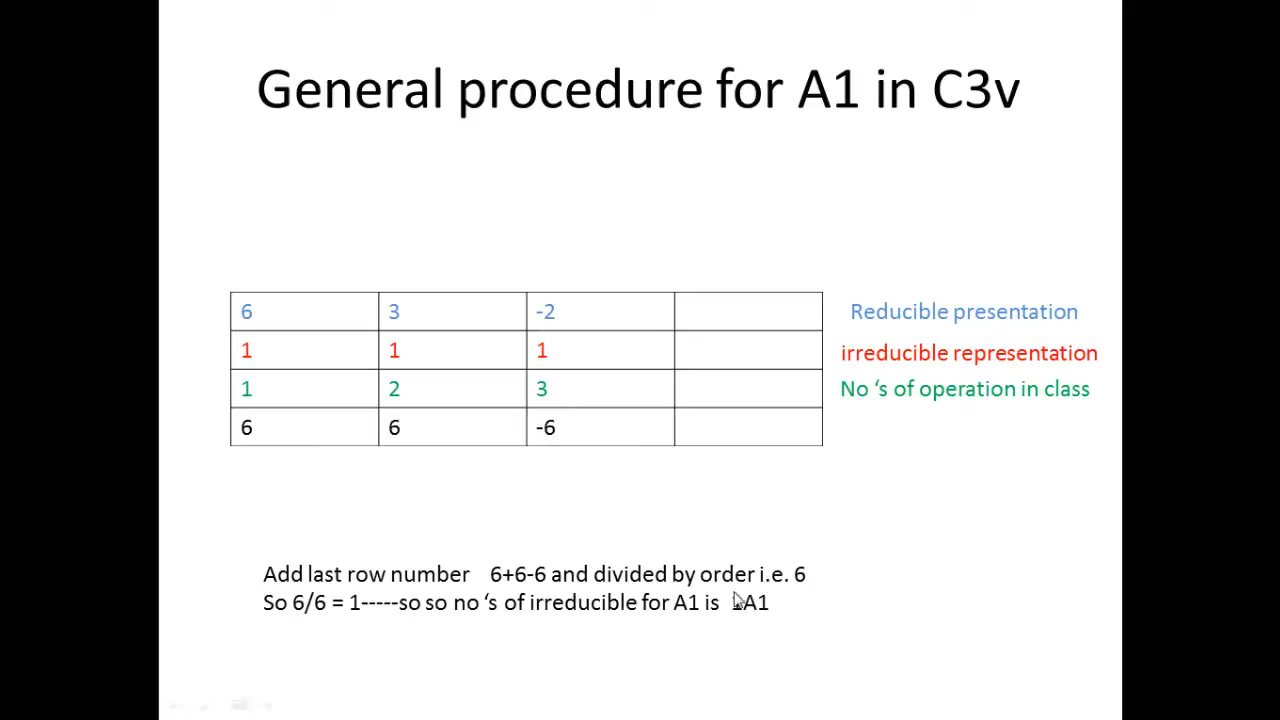 General procedure for A1 in C3v
6 3 -2 Reducible presentation
1 1 1 irreducible representation
1 2 3 No ‘s of operation in class
6 6 -6
Add last row number 6+6-6 and divided by order i.e. 6
So 6/6 = 1-----so so no ‘s of irreducible for A1 is 1A1